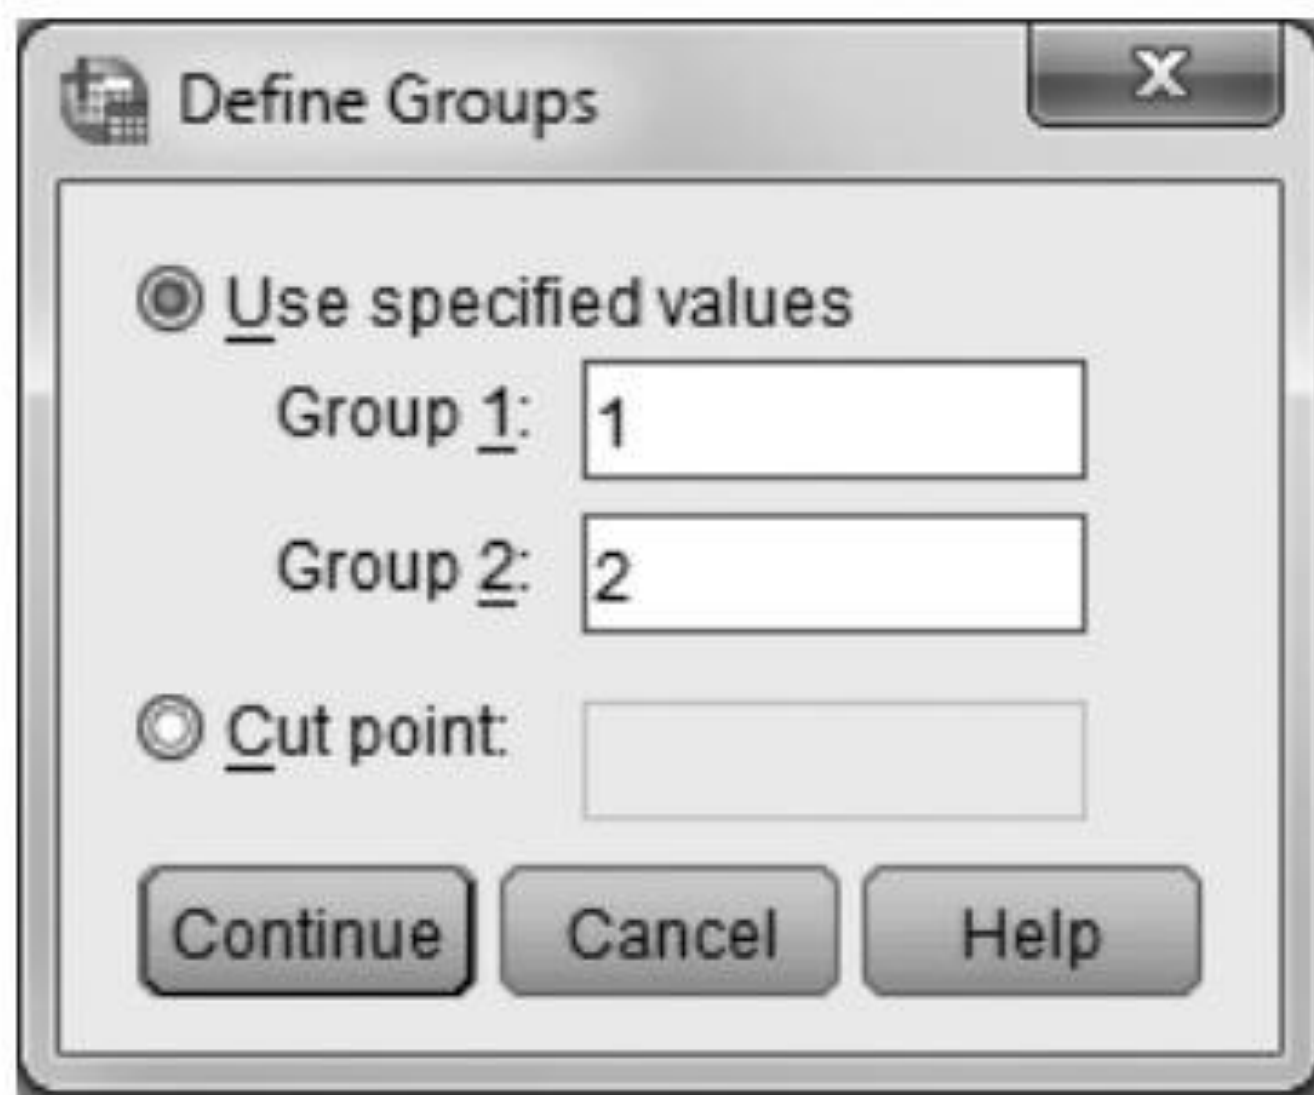 Define Groups
Use specified values
Group 1: 1
Group 2: 2
Cut point:
Continue Cancel Help